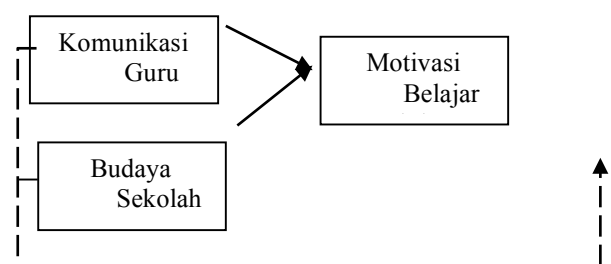 Komunikasi
Guru
Motivasi
Belajar
Budaya
Sekolah